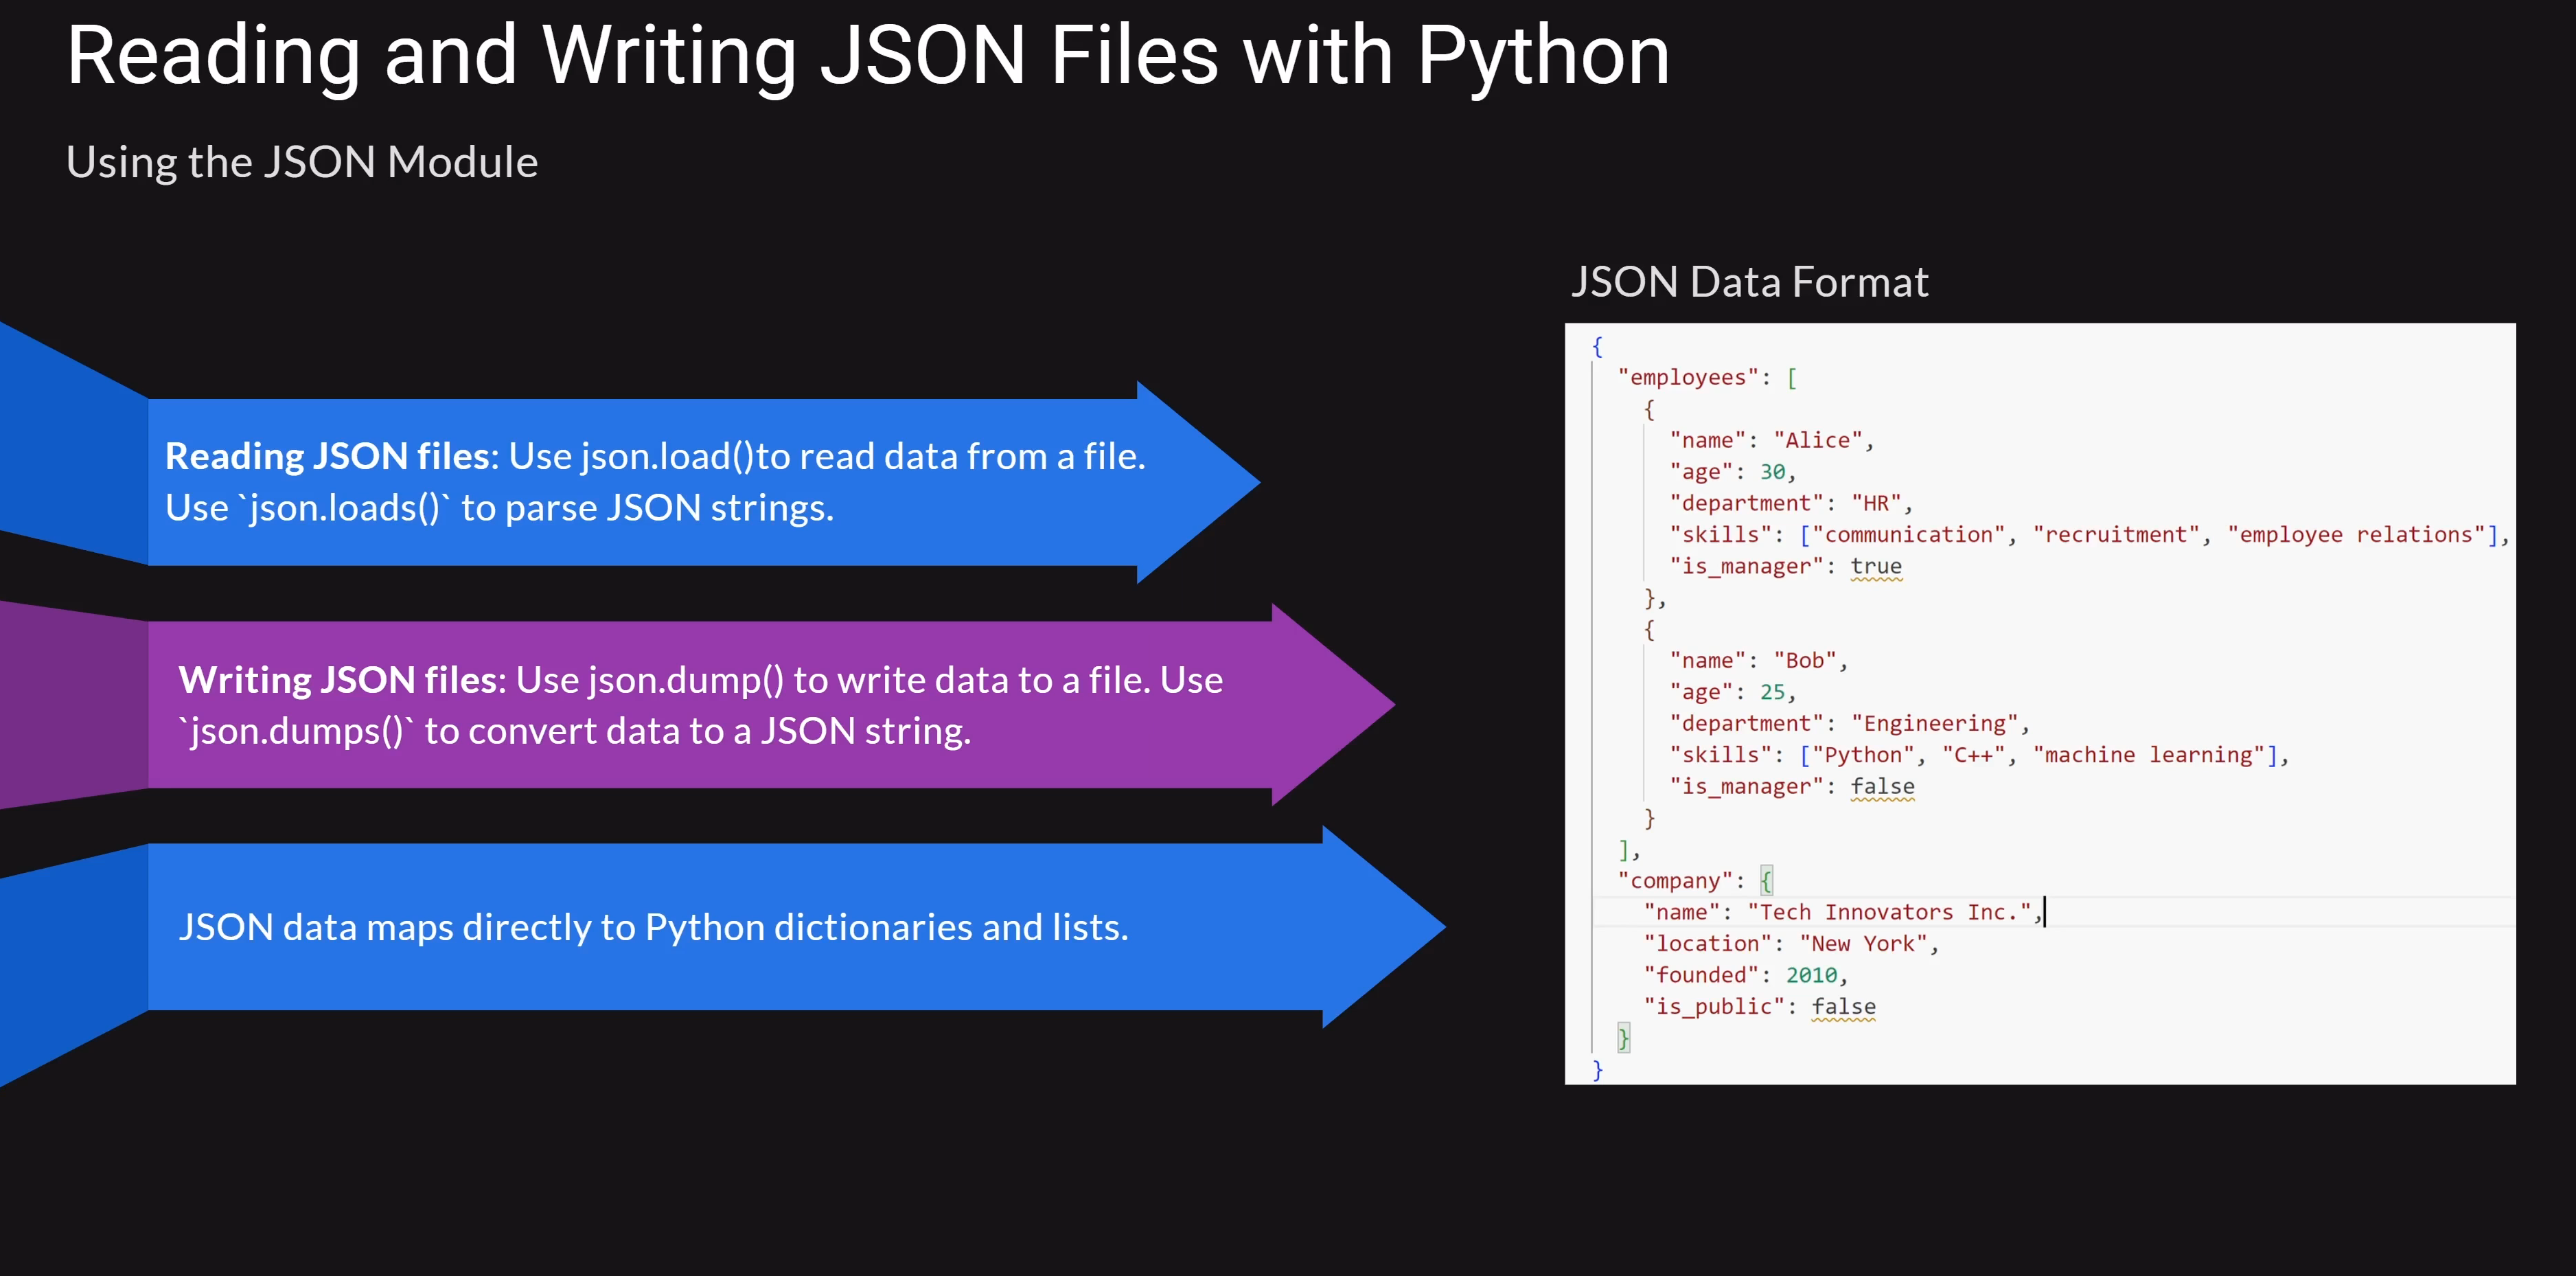 Reading and Writing JSON Files with Python
Using the JSON Module
Reading JSON files: Use json.load()to read data from a file.
Use `json.loads()` to parse JSON strings.
Writing JSON files: Use json.dump() to write data to a file. Use
`json.dumps()` to convert data to a JSON string.
JSON data maps directly to Python dictionaries and lists.
JSON Data Format
{
  "employees": [
    {
      "name": "Alice",
      "age": 30,
      "department": "HR",
      "skills": ["communication", "recruitment", "employee relations"],
      "is_manager": true
    },
    {
      "name": "Bob",
      "age": 25,
      "department": "Engineering",
      "skills": ["Python", "C++", "machine learning"],
      "is_manager": false
    }
  ],
  "company": {
    "name": "Tech Innovators Inc.",
    "location": "New York",
    "founded": 2010,
    "is_public": false
  }
}